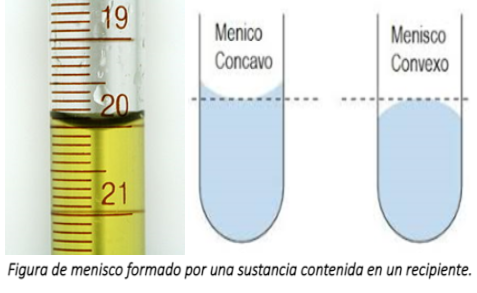 19
20
21
Menico
Concavo
Menisco
Convexo
Figura de menisco formado por una sustancia contenida en un recipiente.